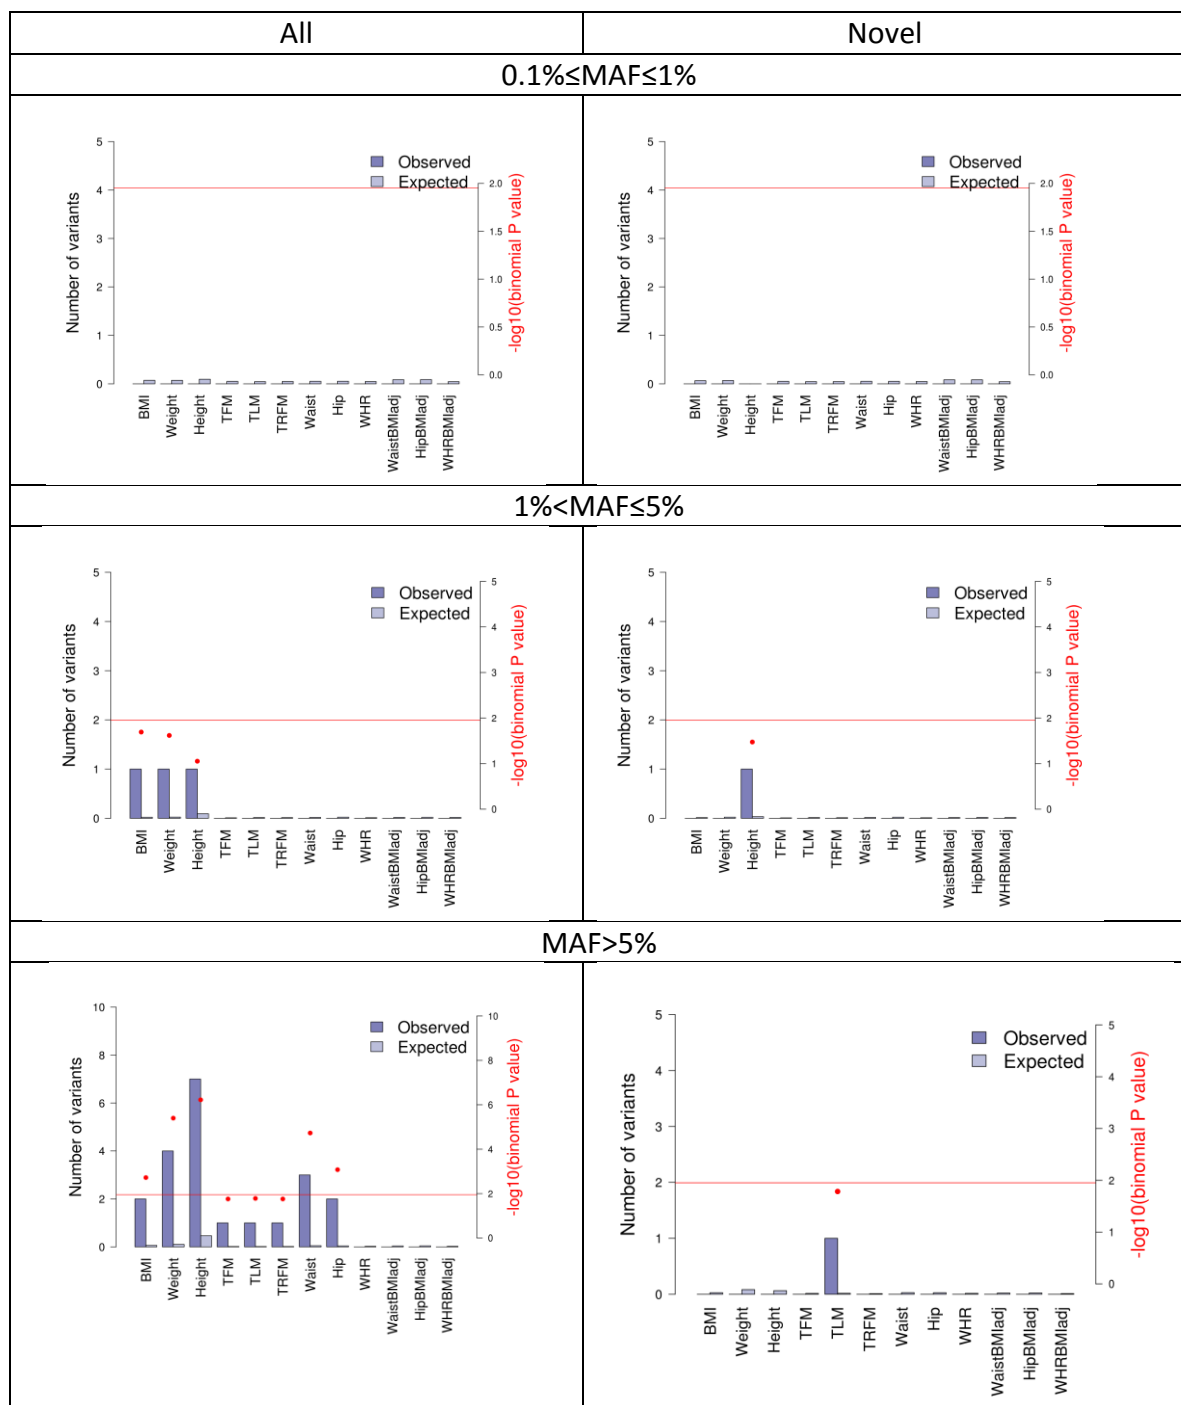 All
Novel
0.1%≤MAF≤1%
5
4
3
2
1
0
Number of variants
Observed
Expected
2.0
1.5
1.0
0.5
0.0
-log10(binomial P value)
BMI
Weight
Height
TFM
TLM
TRFM
Waist
Hip
WHR
WaistBMIadj
HipBMIadj
WHRBMIadj
5
4
3
2
1
0
Number of variants
Observed
Expected
2.0
1.5
1.0
0.5
0.0
-log10(binomial P value)
BMI
Weight
Height
TFM
TLM
TRFM
Waist
Hip
WHR
WaistBMIadj
HipBMIadj
WHRBMIadj
1%<MAF≤5%
5
4
3
2
1
0
Number of variants
Observed
Expected
5
4
3
2
1
0
-log10(binomial P value)
BMI
Weight
Height
TFM
TLM
TRFM
Waist
Hip
WHR
WaistBMIadj
HipBMIadj
WHRBMIadj
5
4
3
2
1
0
Number of variants
Observed
Expected
5
4
3
2
1
0
-log10(binomial P value)
BMI
Weight
Height
TFM
TLM
TRFM
Waist
Hip
WHR
WaistBMIadj
HipBMIadj
WHRBMIadj
MAF>5%
10
8
6
4
2
0
Number of variants
Observed
Expected
10
8
6
4
2
0
-log10(binomial P value)
BMI
Weight
Height
TFM
TLM
TRFM
Waist
Hip
WHR
WaistBMIadj
HipBMIadj
WHRBMIadj
5
4
3
2
1
0
Number of variants
Observed
Expected
5
4
3
2
1
0
-log10(binomial P value)
BMI
Weight
Height
TFM
TLM
TRFM
Waist
Hip
WHR
WaistBMIadj
HipBMIadj
WHRBMIadj